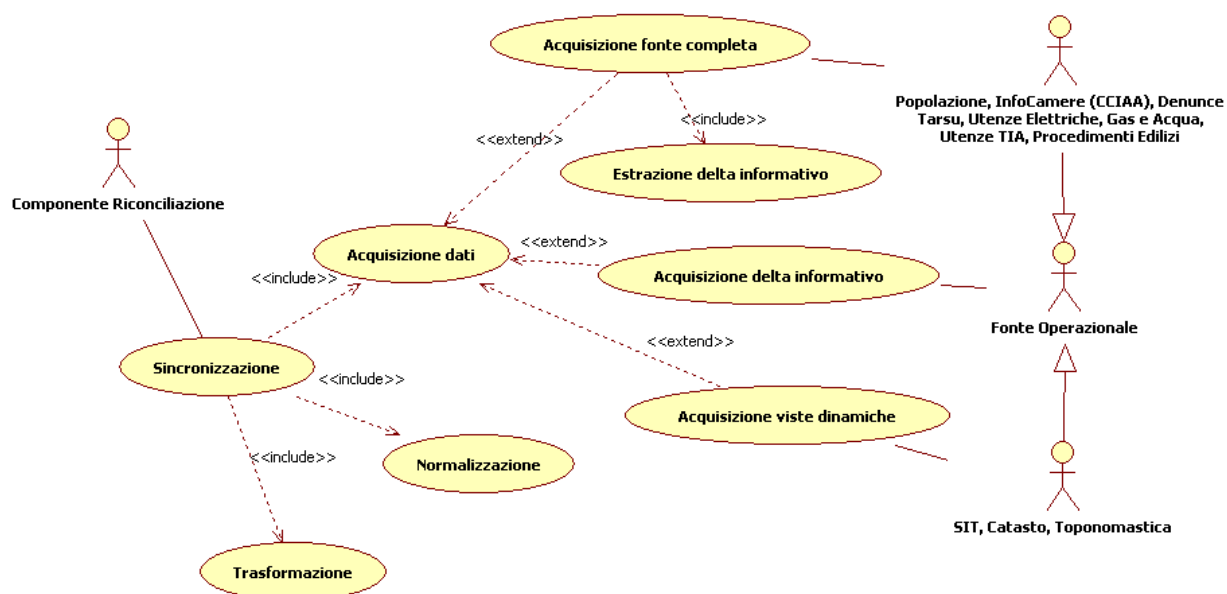 Acquisizione fonte completa
Popolazione, InfoCamere (CCIAA), Denunce
Tarsu, Utenze Elettriche, Gas e Acqua,
Utenze TIA, Procedimenti Edilizi
<<include>>
<<extend>>
Estrazione delta informativo
Componente Riconciliazione
Acquisizione dati
<<extend>>
Acquisizione delta informativo
<<include>>
Fonte Operazionale
<<extend>>
Sincronizzazione
<<include>>
Acquisizione viste dinamiche
<<include>>
Normalizzazione
SIT, Catasto, Toponomastica
Trasformazione